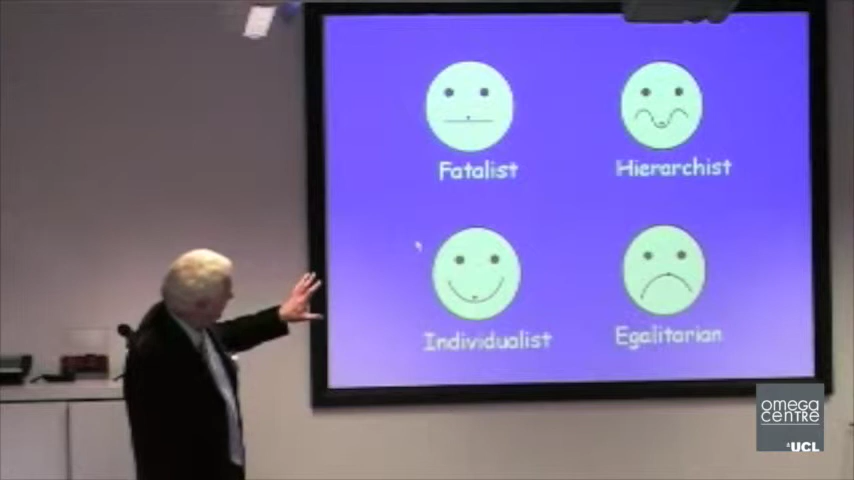 Fatalist
Hierarchist
Individualist
Egalitarian
omega
centre
UCL